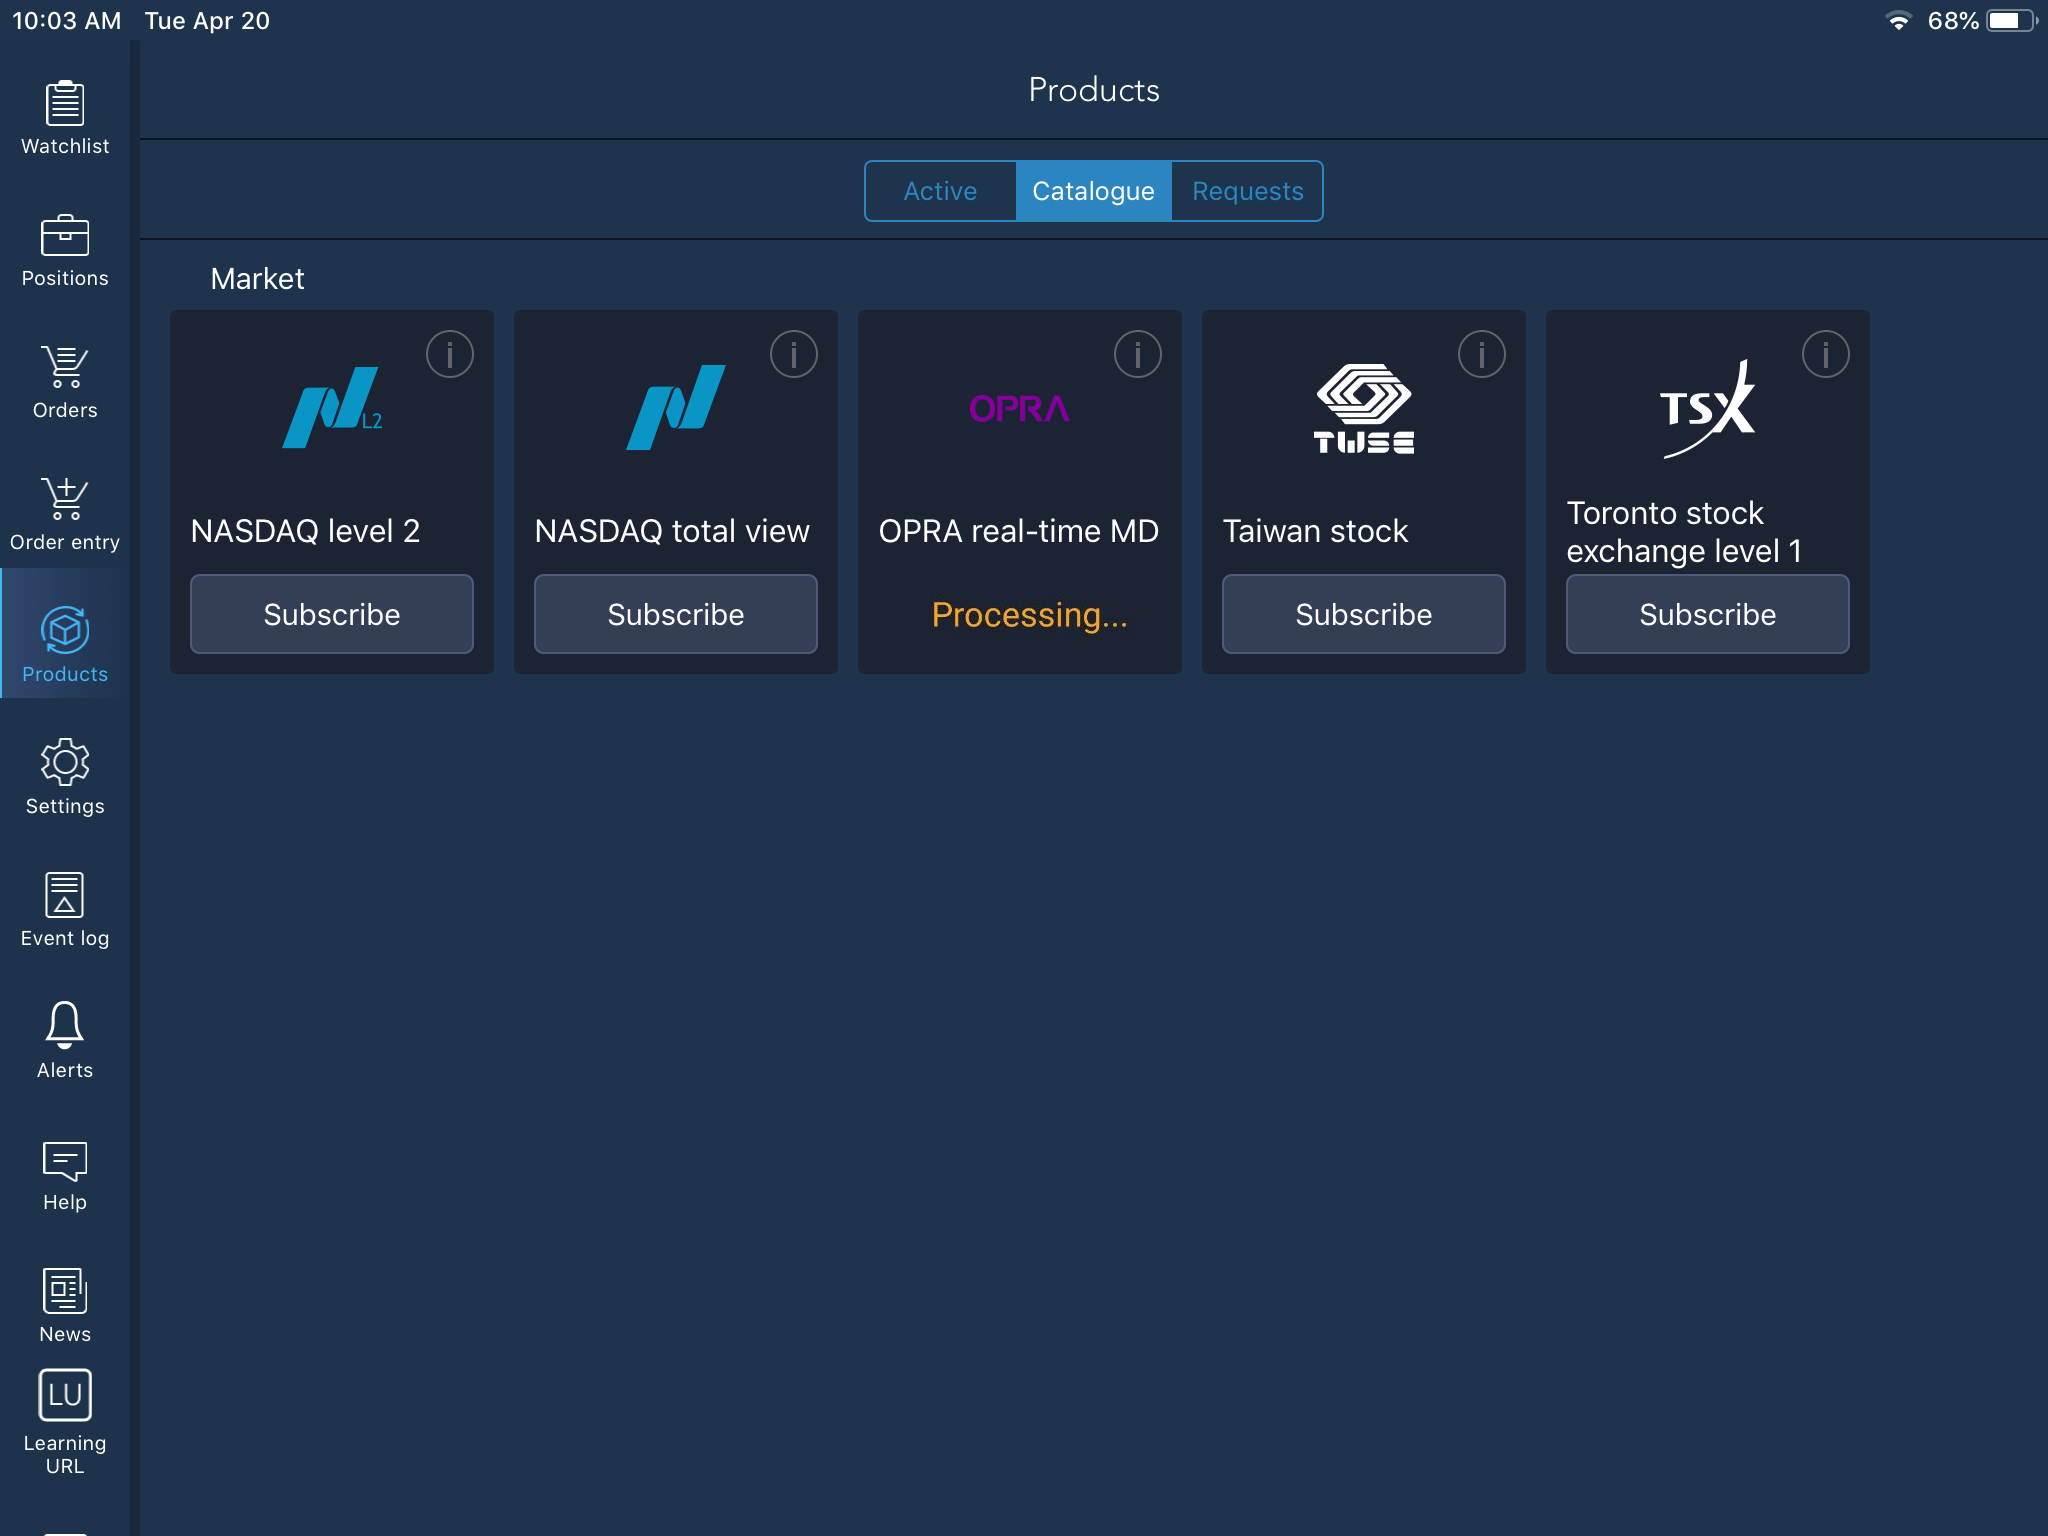 10:03 AM Tue Apr 20 68%
Products
Active Catalogue Requests
Market
L2
NASDAQ level 2
Subscribe
NASDAQ total view
Subscribe
OPRA
OPRA real-time MD
Processing...
TWSE
Taiwan stock
Subscribe
TSX
Toronto stock
exchange level 1
Subscribe
Watchlist
Positions
Orders
Order entry
Products
Settings
Event log
Alerts
Help
News
LU
Learning
URL